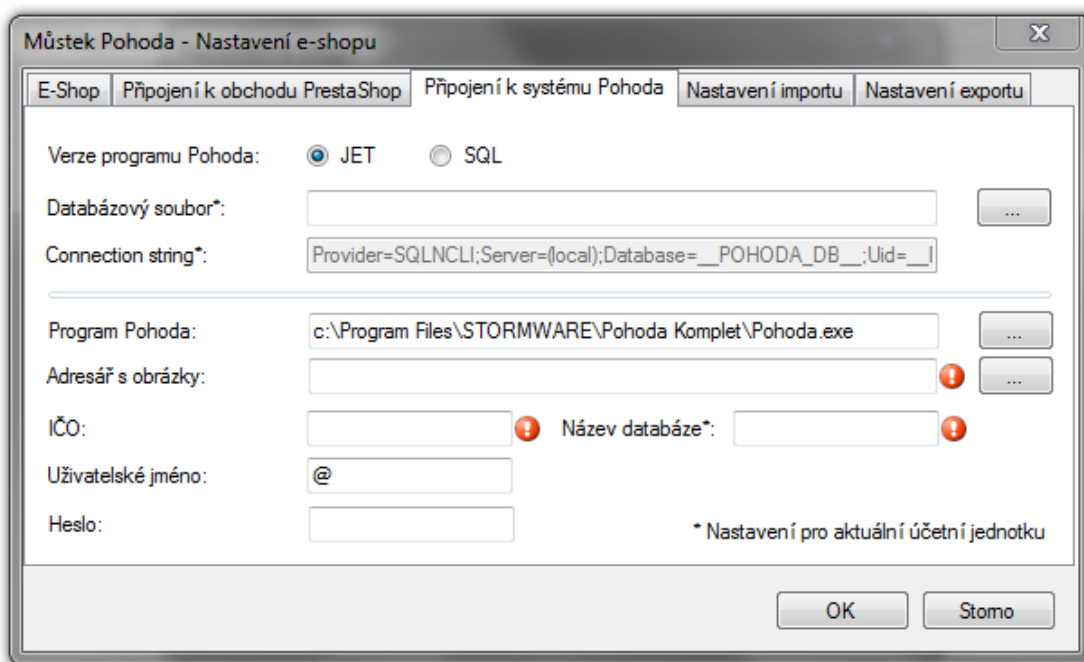 Můstek Pohoda - Nastavení e-shopu
E-Shop Připojení k obchodu PrestaShop Připojení k systému Pohoda Nastavení importu Nastavení exportu
Verze programu Pohoda: JET SQL
Databázový soubor*: ...
Connection string*: Provider=SQLNCLI;Server=(local);Database=__POHODA_DB__;Uid=__I
Program Pohoda: c:\Program Files\STORMWARE\Pohoda Komplet\Pohoda.exe ...
Adresář s obrázky: ...
IČO: Název databáze*:
Uživatelské jméno: @
Heslo:
* Nastavení pro aktuální účetní jednotku
OK Storno